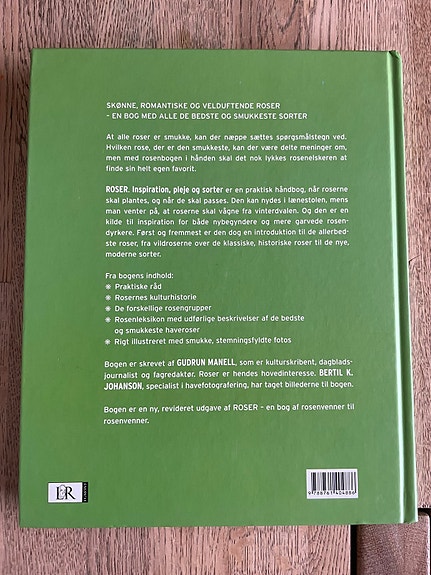 SKØNNE, ROMANTISKE OG VELDUFTENDE ROSER
– EN BOG MED ALLE DE BEDSTE OG SMUKKESTE SORTER
At alle roser er smukke, kan der næppe sættes spørgsmålstegn ved.
Hvilken rose, der er den smukkeste, kan der være delte meninger om,
men med rosenbogen i hånden skal det nok lykkes rosenelskeren at
finde sin helt egen favorit.
ROSER. Inspiration, pleje og sorter er en praktisk håndbog, når roserne
skal plantes, og når de skal passes. Den kan nydes i lænestolen, mens
man venter på, at roserne skal vågne fra vinterdvalen. Og den er en
kilde til inspiration for både nybegyndere og mere garvede rosen-
dyrkere. Først og fremmest er den dog en introduktion til de allerbed-
ste roser, fra vildroserne over de klassiske, historiske roser til de nye,
moderne sorter.
Fra bogens indhold:
❋ Praktiske råd
❋ Rosernes kulturhistorie
❋ De forskellige rosengrupper
❋ Rosenleksikon med udførlige beskrivelser af de bedste
og smukkeste haveroser
❋ Rigt illustreret med smukke, stemningsfyldte fotos
Bogen er skrevet af GUDRUN MANELL, som er kulturskribent, dagblads-
journalist og fagredaktør. Roser er hendes hovedinteresse. BERTIL K.
JOHANSON, specialist i havefotografering, har taget billederne til bogen.
Bogen er en ny, revideret udgave af ROSER – en bog af rosenvenner til
rosenvenner.
L&R
9 788761 404886